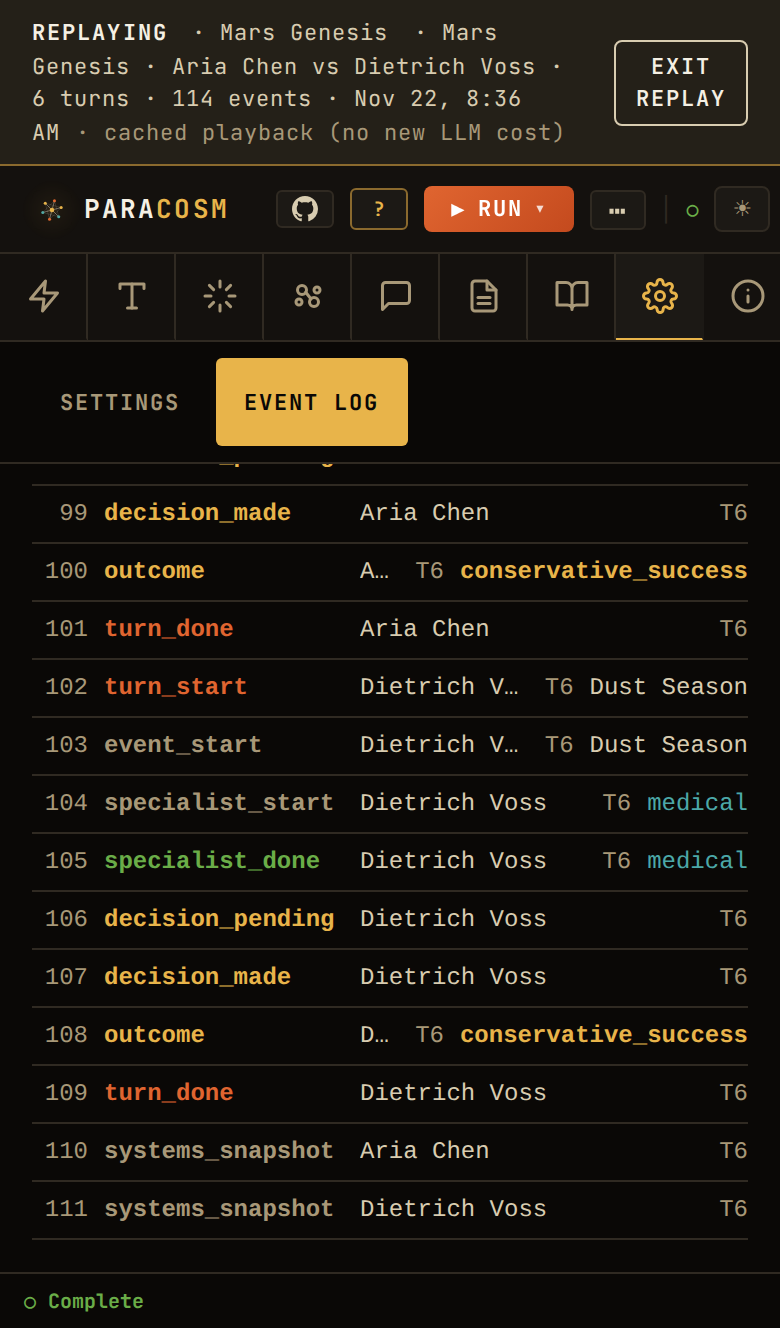 REPLAYING · Mars Genesis · Mars
Genesis · Aria Chen vs Dietrich Voss ·
6 turns · 114 events · Nov 22, 8:36
AM · cached playback (no new LLM cost)
EXIT
REPLAY
PARACOSM
?
▶ RUN ▼
…
SETTINGS
EVENT LOG
99 decision_made Aria Chen T6
100 outcome A… T6 conservative_success
101 turn_done Aria Chen T6
102 turn_start Dietrich V… T6 Dust Season
103 event_start Dietrich V… T6 Dust Season
104 specialist_start Dietrich Voss T6 medical
105 specialist_done Dietrich Voss T6 medical
106 decision_pending Dietrich Voss T6
107 decision_made Dietrich Voss T6
108 outcome D… T6 conservative_success
109 turn_done Dietrich Voss T6
110 systems_snapshot Aria Chen T6
111 systems_snapshot Dietrich Voss T6
○ Complete